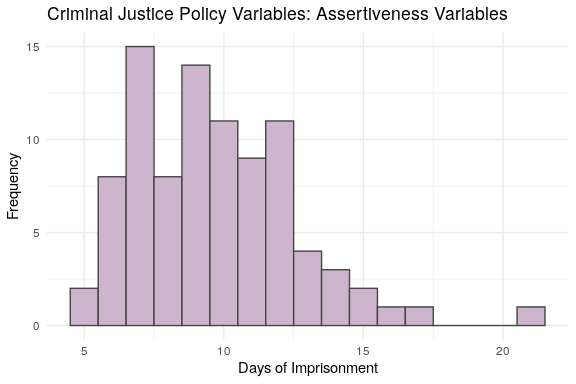 Criminal Justice Policy Variables: Assertiveness Variables
15
10
5
0
Frequency
5 10 15 20
Days of Imprisonment